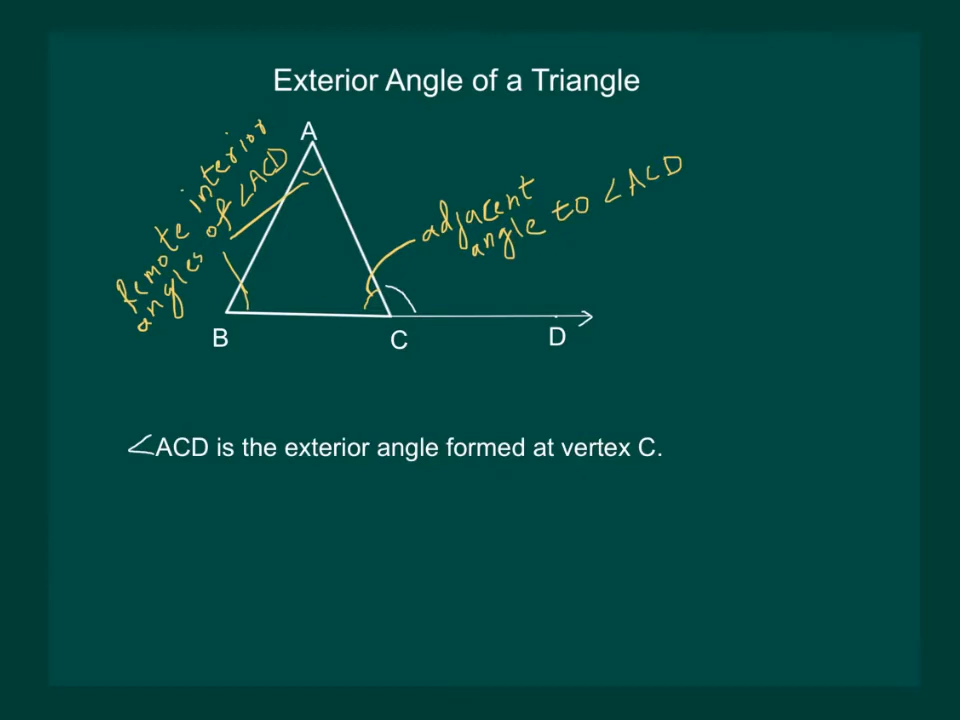 Exterior Angle of a Triangle
A
Remote interior
angles of ∠ACD
adjacent
angle to ∠ACD
B
C
D
∠ACD is the exterior angle formed at vertex C.